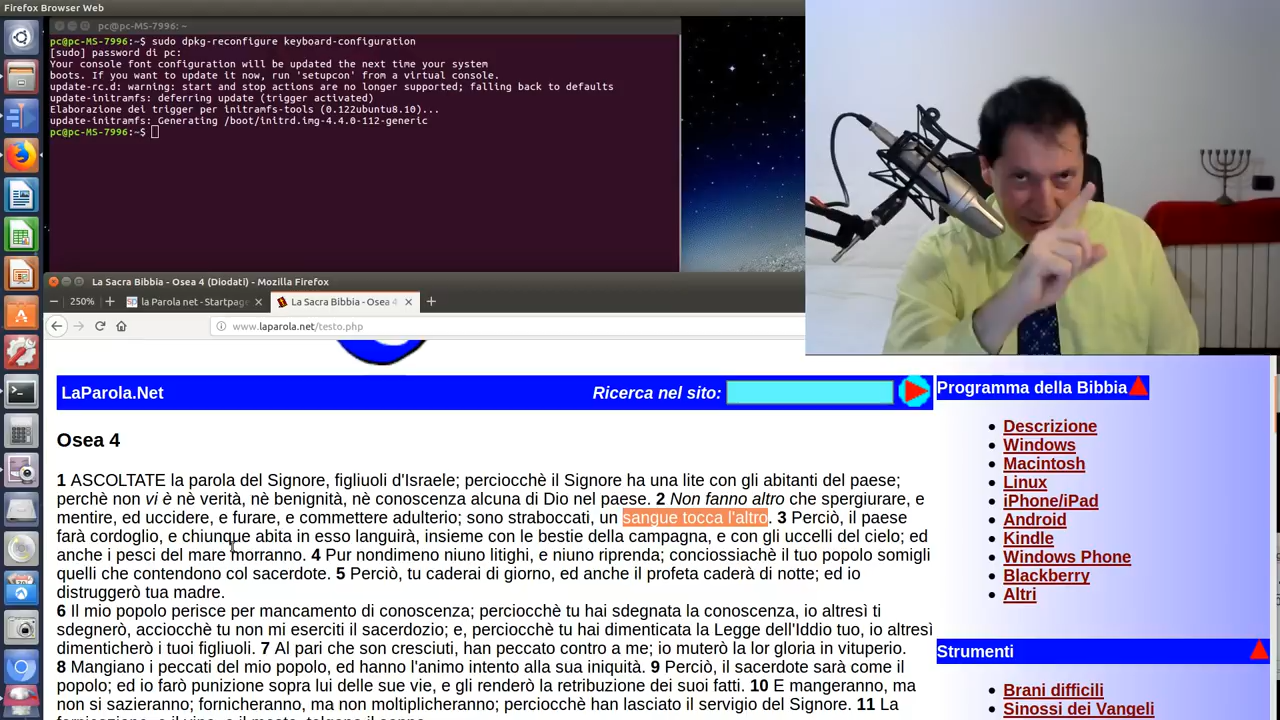 Firefox Browser Web
pc@pc-MS-7996: ~
pc@pc-MS-7996:~$ sudo dpkg-reconfigure keyboard-configuration
[sudo] password di pc:
Your console font configuration will be updated the next time your system
boots. If you want to update it now, run 'setupcon' from a virtual console.
update-rc.d: warning: start and stop actions are no longer supported; falling back to defaults
update-initramfs: deferring update (trigger activated)
Elaborazione dei trigger per initramfs-tools (0.122ubuntu8.10)...
update-initramfs: Generating /boot/initrd.img-4.4.0-112-generic
pc@pc-MS-7996:~$
La Sacra Bibbia - Osea 4 (Diodati) - Mozilla Firefox
250% la Parola net - Startpage La Sacra Bibbia - Osea 4
www.laparola.net/testo.php
LaParola.Net Ricerca nel sito:
Osea 4
1 ASCOLTATE la parola del Signore, figliuoli d'Israele; perciocchè il Signore ha una lite con gli abitanti del paese;
perchè non vi è nè verità, nè benignità, nè conoscenza alcuna di Dio nel paese. 2 Non fanno altro che spergiurare, e
mentire, ed uccidere, e furare, e commettere adulterio; sono straboccati, un sangue tocca l'altro. 3 Perciò, il paese
farà cordoglio, e chiunque abita in esso languirà, insieme con le bestie della campagna, e con gli uccelli del cielo; ed
anche i pesci del mare morranno. 4 Pur nondimeno niuno litighi, e niuno riprenda; conciossiachè il tuo popolo somigli
quelli che contendono col sacerdote. 5 Perciò, tu caderai di giorno, ed anche il profeta caderà di notte; ed io
distruggerò tua madre.
6 Il mio popolo perisce per mancamento di conoscenza; perciocchè tu hai sdegnata la conoscenza, io altresì ti
sdegnerò, acciocchè tu non mi eserciti il sacerdozio; e, perciocchè tu hai dimenticata la Legge dell'Iddio tuo, io altresì
dimenticherò i tuoi figliuoli. 7 Al pari che son cresciuti, han peccato contro a me; io muterò la lor gloria in vituperio.
8 Mangiano i peccati del mio popolo, ed hanno l'animo intento alla sua iniquità. 9 Perciò, il sacerdote sarà come il
popolo; ed io farò punizione sopra lui delle sue vie, e gli renderò la retribuzione dei suoi fatti. 10 E mangeranno, ma
non si sazieranno; fornicheranno, ma non moltiplicheranno; perciocchè han lasciato il servigio del Signore. 11 La
fornicazione, e il vino, e il mosto, tolgono il senno.
Programma della Bibbia
Descrizione
Windows
Macintosh
Linux
iPhone/iPad
Android
Kindle
Windows Phone
Blackberry
Altri
Strumenti
Brani difficili
Sinossi dei Vangeli